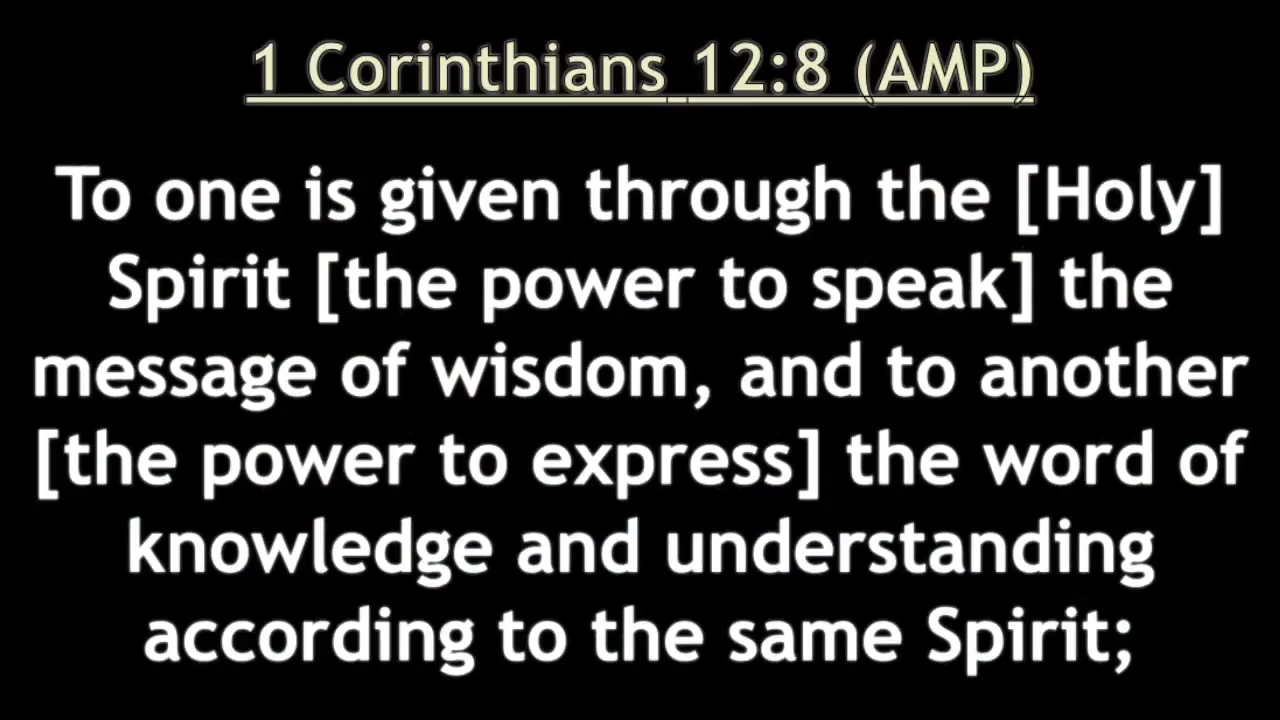 1 Corinthians 12:8 (AMP)
To one is given through the [Holy]
Spirit [the power to speak] the
message of wisdom, and to another
[the power to express] the word of
knowledge and understanding
according to the same Spirit;